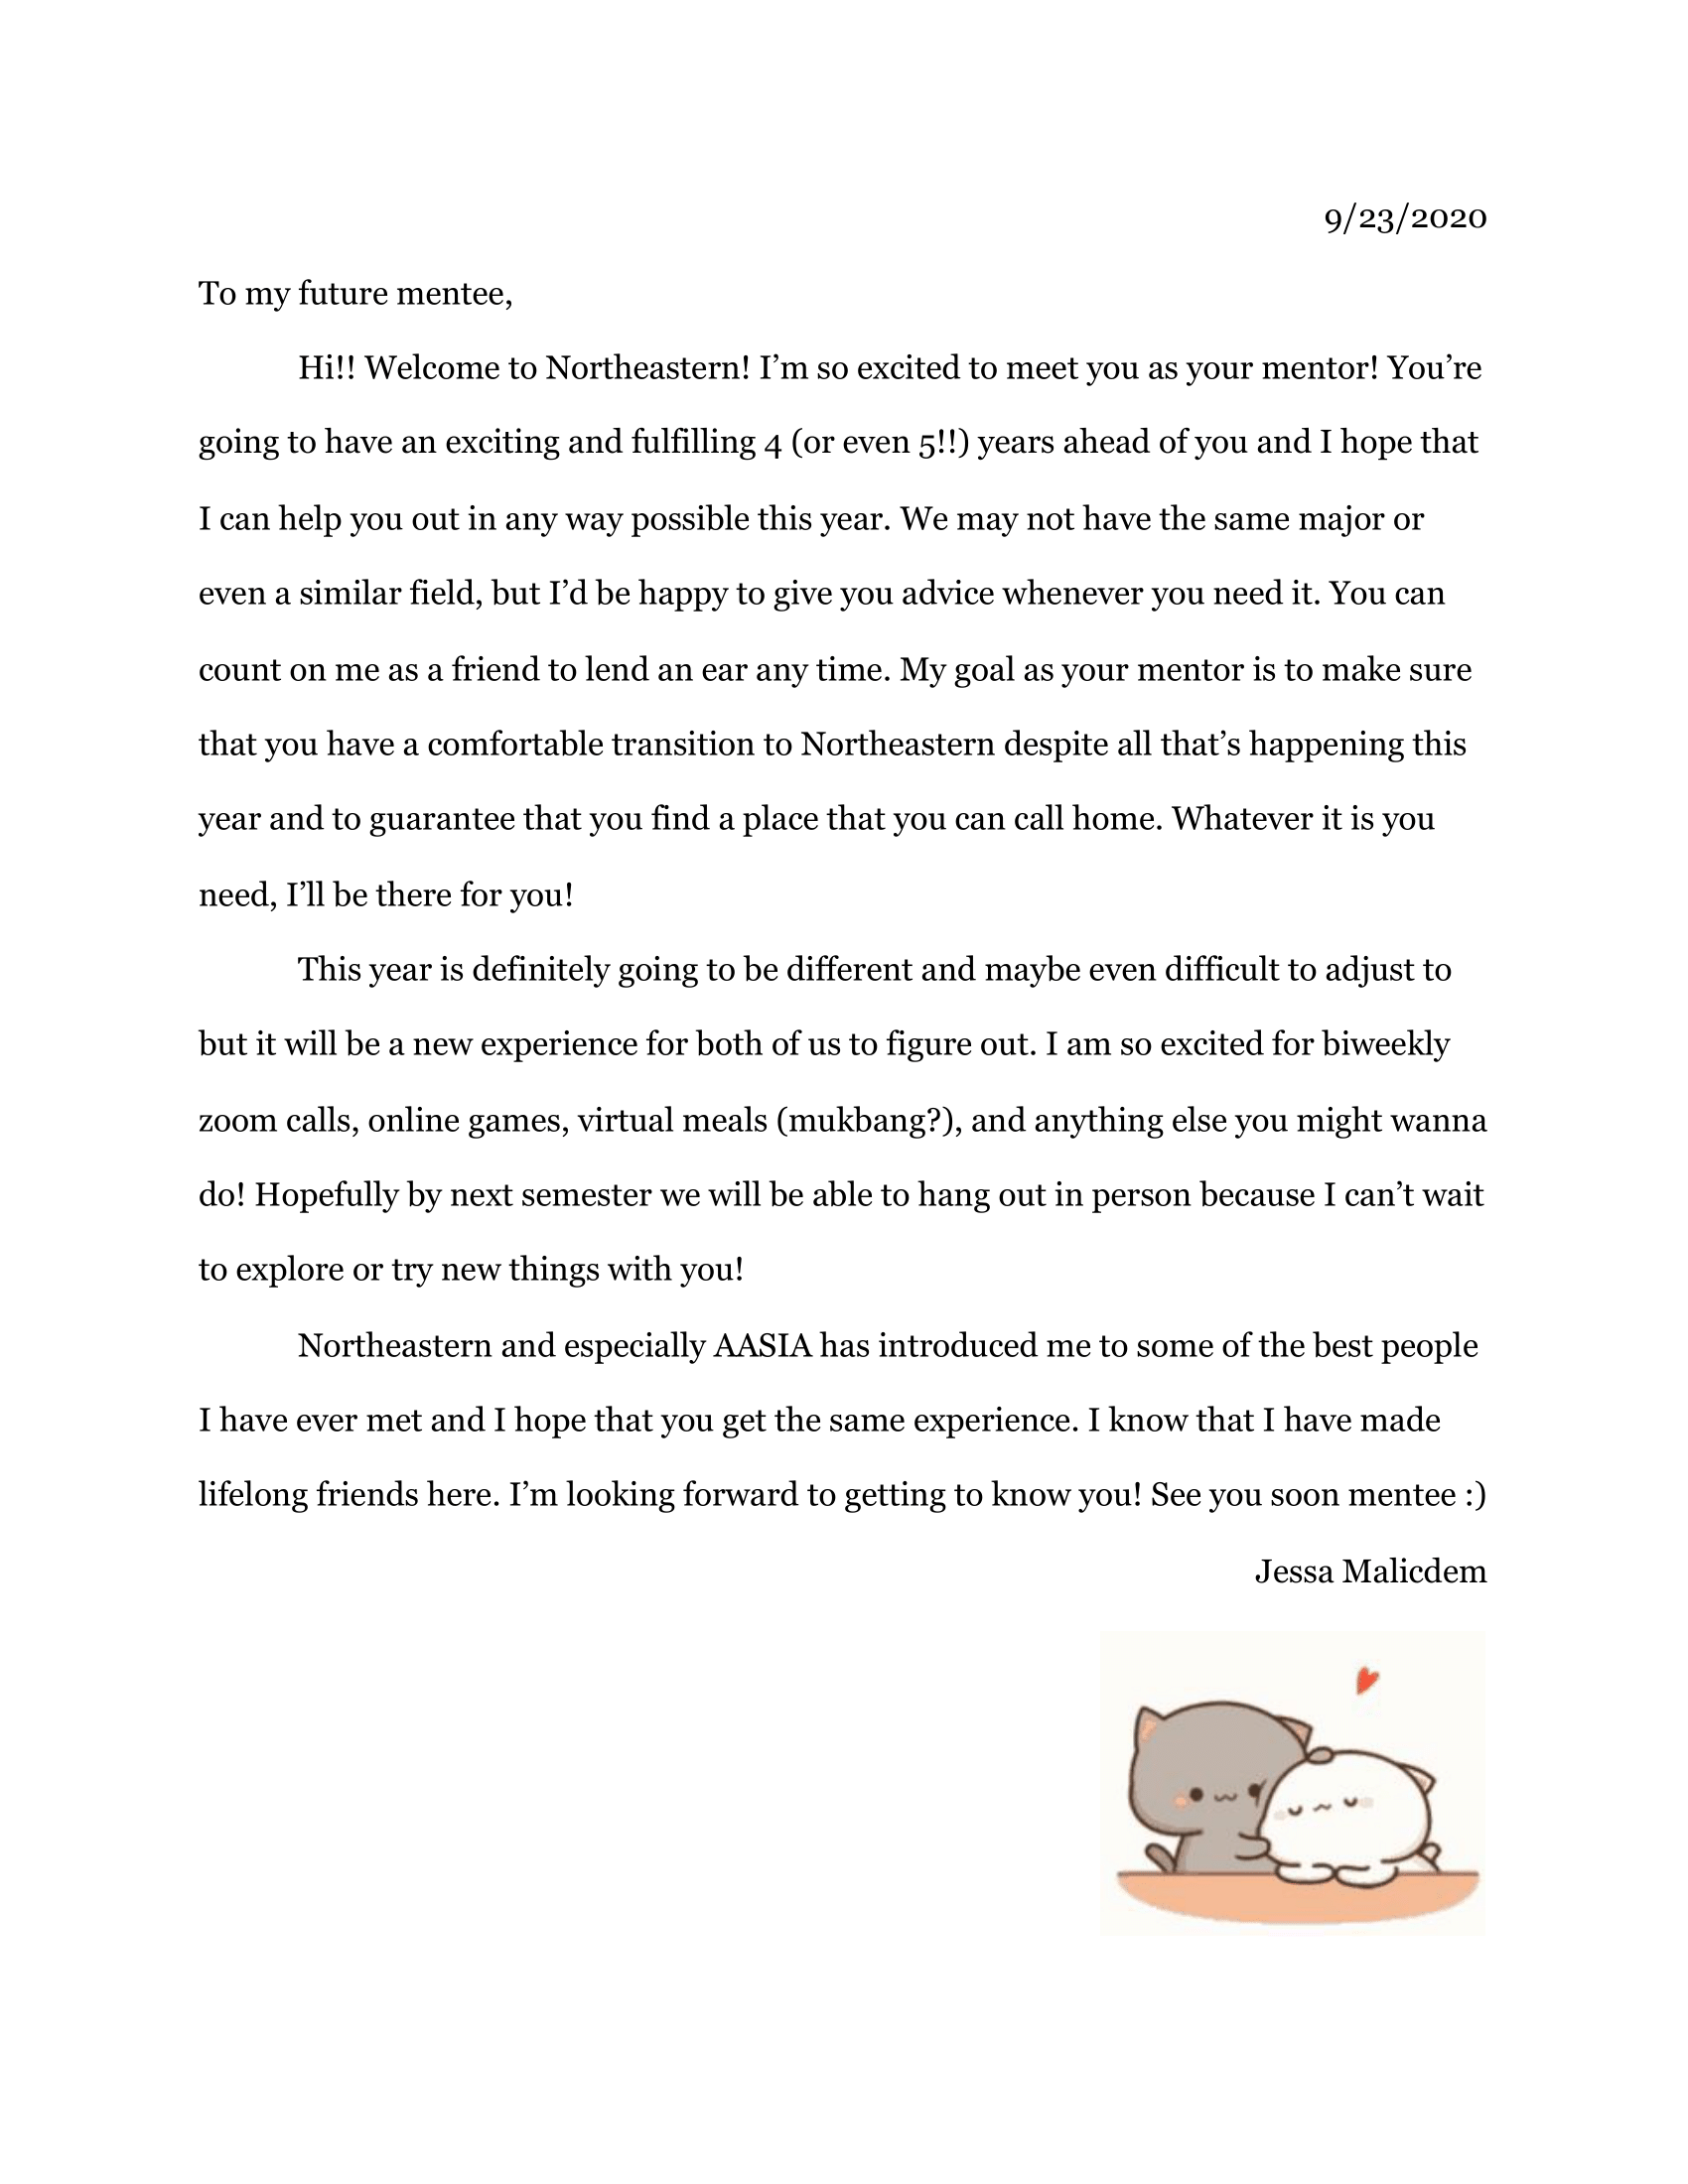 9/23/2020
To my future mentee,
Hi!! Welcome to Northeastern! I’m so excited to meet you as your mentor! You’re
going to have an exciting and fulfilling 4 (or even 5!!) years ahead of you and I hope that
I can help you out in any way possible this year. We may not have the same major or
even a similar field, but I’d be happy to give you advice whenever you need it. You can
count on me as a friend to lend an ear any time. My goal as your mentor is to make sure
that you have a comfortable transition to Northeastern despite all that’s happening this
year and to guarantee that you find a place that you can call home. Whatever it is you
need, I’ll be there for you!
This year is definitely going to be different and maybe even difficult to adjust to
but it will be a new experience for both of us to figure out. I am so excited for biweekly
zoom calls, online games, virtual meals (mukbang?), and anything else you might wanna
do! Hopefully by next semester we will be able to hang out in person because I can’t wait
to explore or try new things with you!
Northeastern and especially AASIA has introduced me to some of the best people
I have ever met and I hope that you get the same experience. I know that I have made
lifelong friends here. I’m looking forward to getting to know you! See you soon mentee :)
Jessa Malicdem